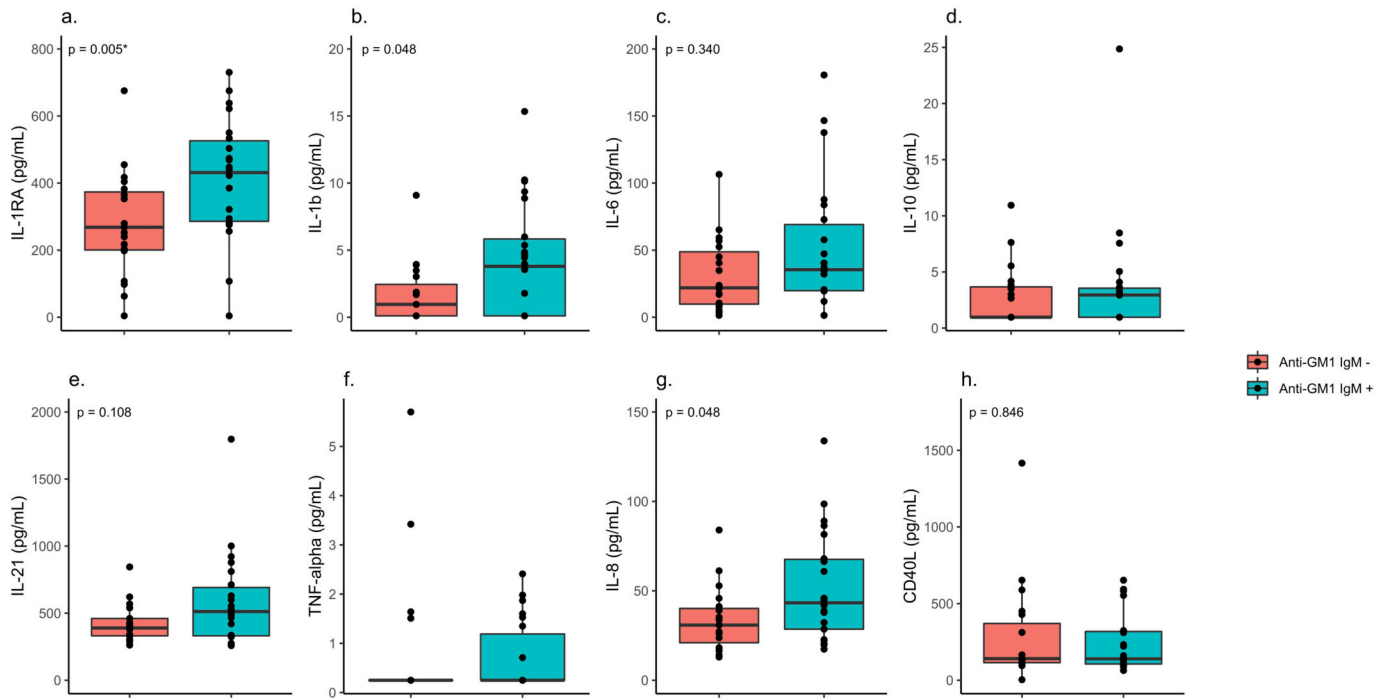 a.
p = 0.005*
800
600
400
200
0
IL-1RA (pg/mL)
b.
p = 0.048
20
15
10
5
0
IL-1b (pg/mL)
c.
p = 0.340
200
150
100
50
0
IL-6 (pg/mL)
d.
25
20
15
10
5
0
IL-10 (pg/mL)
Anti-GM1 IgM -
Anti-GM1 IgM +
e.
p = 0.108
2000
1500
1000
500
0
IL-21 (pg/mL)
f.
5
4
3
2
1
0
TNF-alpha (pg/mL)
g.
p = 0.048
150
100
50
0
IL-8 (pg/mL)
h.
p = 0.846
1500
1000
500
0
CD40L (pg/mL)